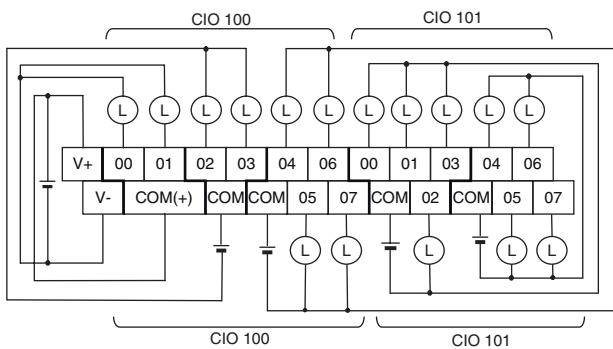 CIO 100 CIO 101
L L L L L L L L L L L
V+ 00 01 02 03 04 06 00 01 03 04 06
V- COM(+) COM COM 05 07 COM 02 COM 05 07
L L L L L
CIO 100 CIO 101